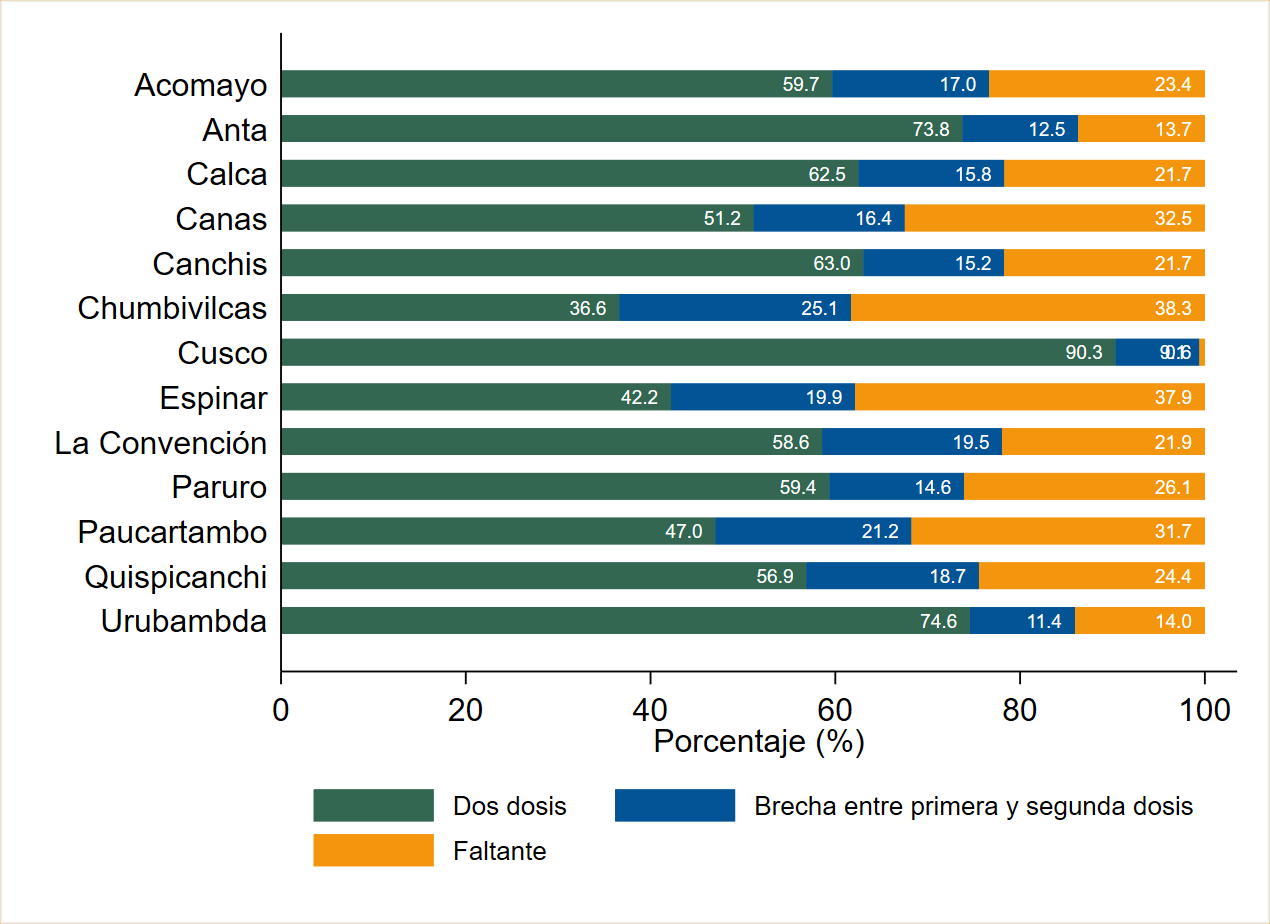 Acomayo 59.7 17.0 23.4
Anta 73.8 12.5 13.7
Calca 62.5 15.8 21.7
Canas 51.2 16.4 32.5
Canchis 63.0 15.2 21.7
Chumbivilcas 36.6 25.1 38.3
Cusco 90.3
Espinar 42.2 19.9 37.9
La Convención 58.6 19.5 21.9
Paruro 59.4 14.6 26.1
Paucartambo 47.0 21.2 31.7
Quispicanchi 56.9 18.7 24.4
Urubambda 74.6 11.4 14.0
0 20 40 60 80 100
Porcentaje (%)
Dos dosis Brecha entre primera y segunda dosis
Faltante